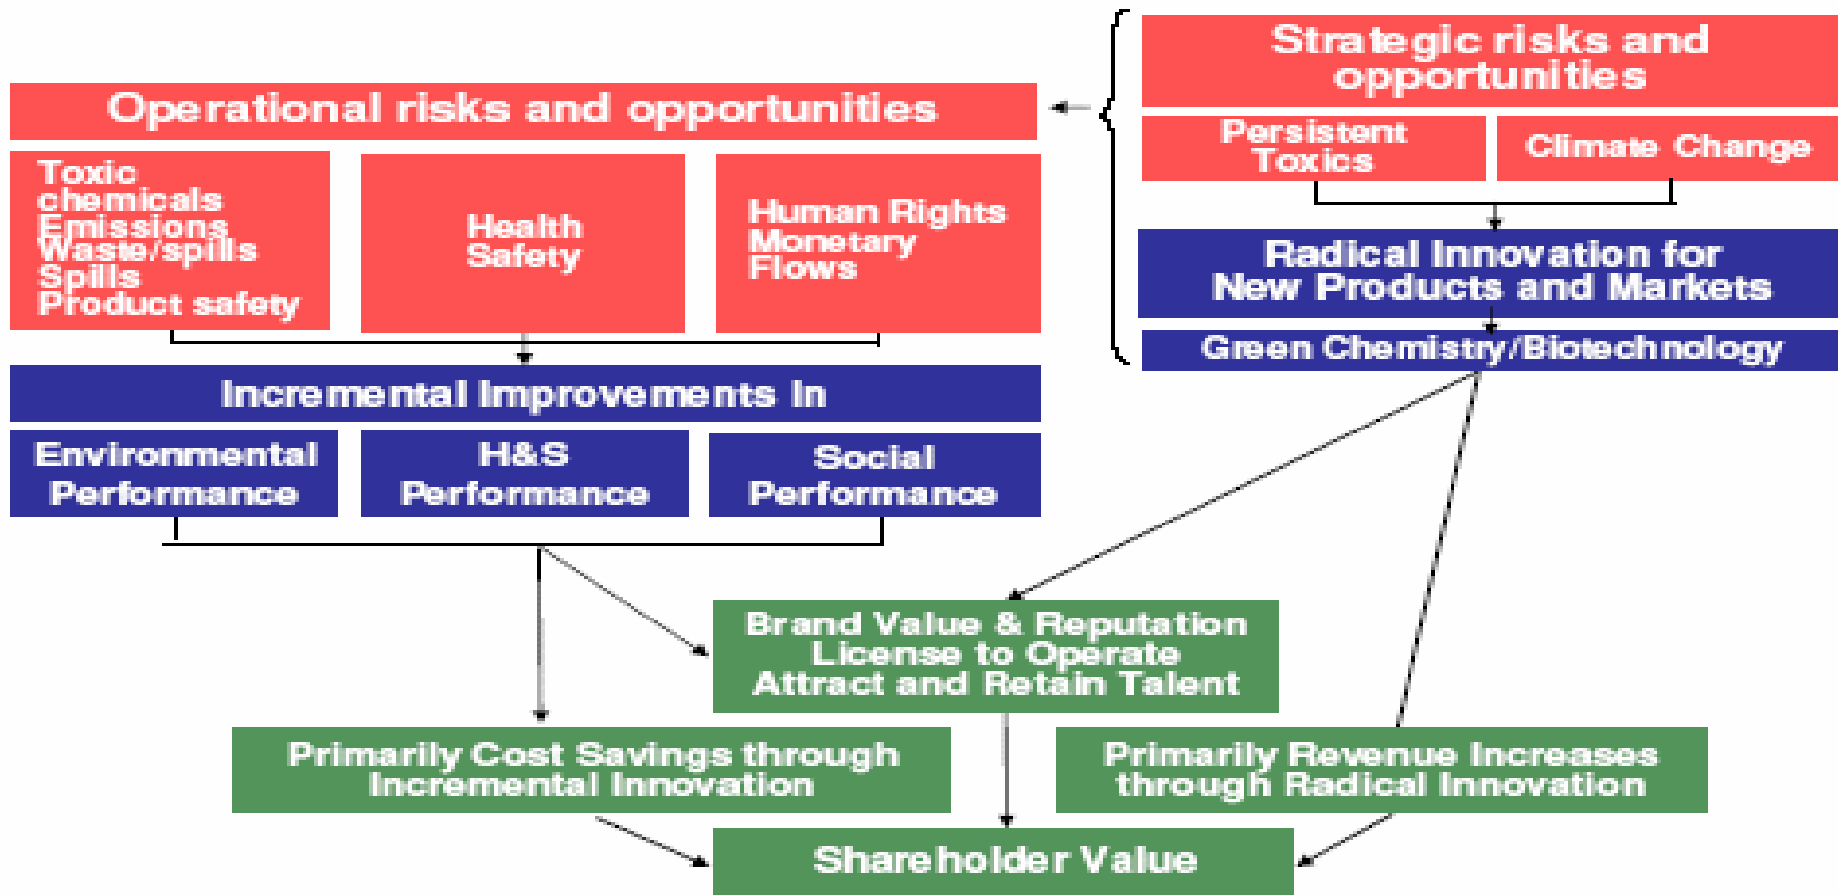 Strategic risks and
opportunities
Operational risks and opportunities
Persistent
Toxics
Climate Change
Toxic
chemicals
Emissions
Waste/spills
Spills
Product safety
Health
Safety
Human Rights
Monetary
Flows
Radical Innovation for
New Products and Markets
Green Chemistry/Biotechnology
Incremental Improvements In
Environmental
Performance
H&S
Performance
Social
Performance
Brand Value & Reputation
License to Operate
Attract and Retain Talent
Primarily Cost Savings through
Incremental Innovation
Primarily Revenue Increases
through Radical Innovation
Shareholder Value